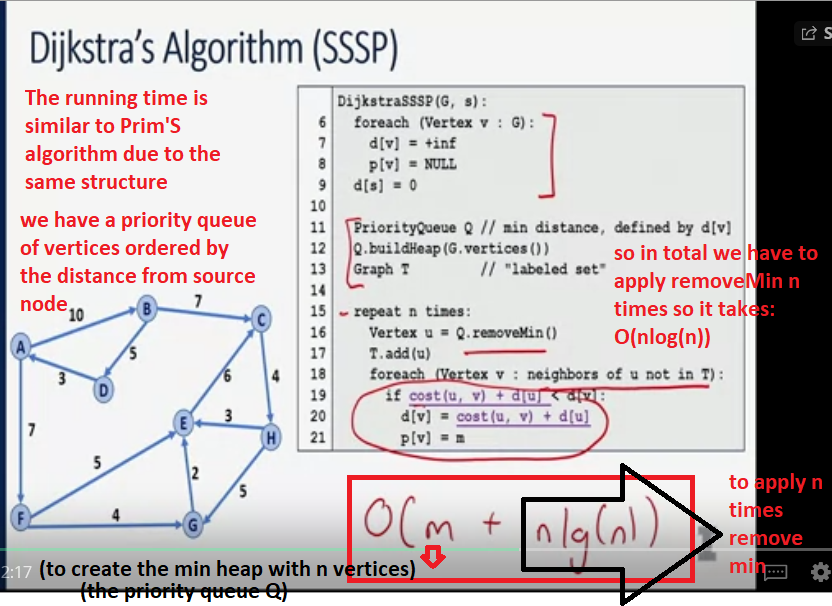 Dijkstra's Algorithm (SSSP)
S
The running time is
similar to Prim'S
algorithm due to the
same structure
we have a priority queue
of vertices ordered by
the distance from source
node
DijkstraSSSP(G, s):
6 foreach (Vertex v : G):
7 d[v] = +inf
8 p[v] = NULL
9 d[s] = 0
10
11 PriorityQueue Q // min distance, defined by d[v]
12 Q.buildHeap(G.vertices())
13 Graph T // "labeled set"
14
15 repeat n times:
16 Vertex u = Q.removeMin()
17 T.add(u)
18 foreach (Vertex v : neighbors of u not in T):
19 if cost(u, v) + d[u] < d[v]:
20 d[v] = cost(u, v) + d[u]
21 p[v] = m
so in total we have to
apply removeMin n
times so it takes:
O(nlog(n))
10
7
B
C
A
5
3
D
6
4
7
E
3
H
5
2
5
F
4
G
O(m + nlg(n))
to apply n
times
remove
min
2:17
(to create the min heap with n vertices)
(the priority queue Q)